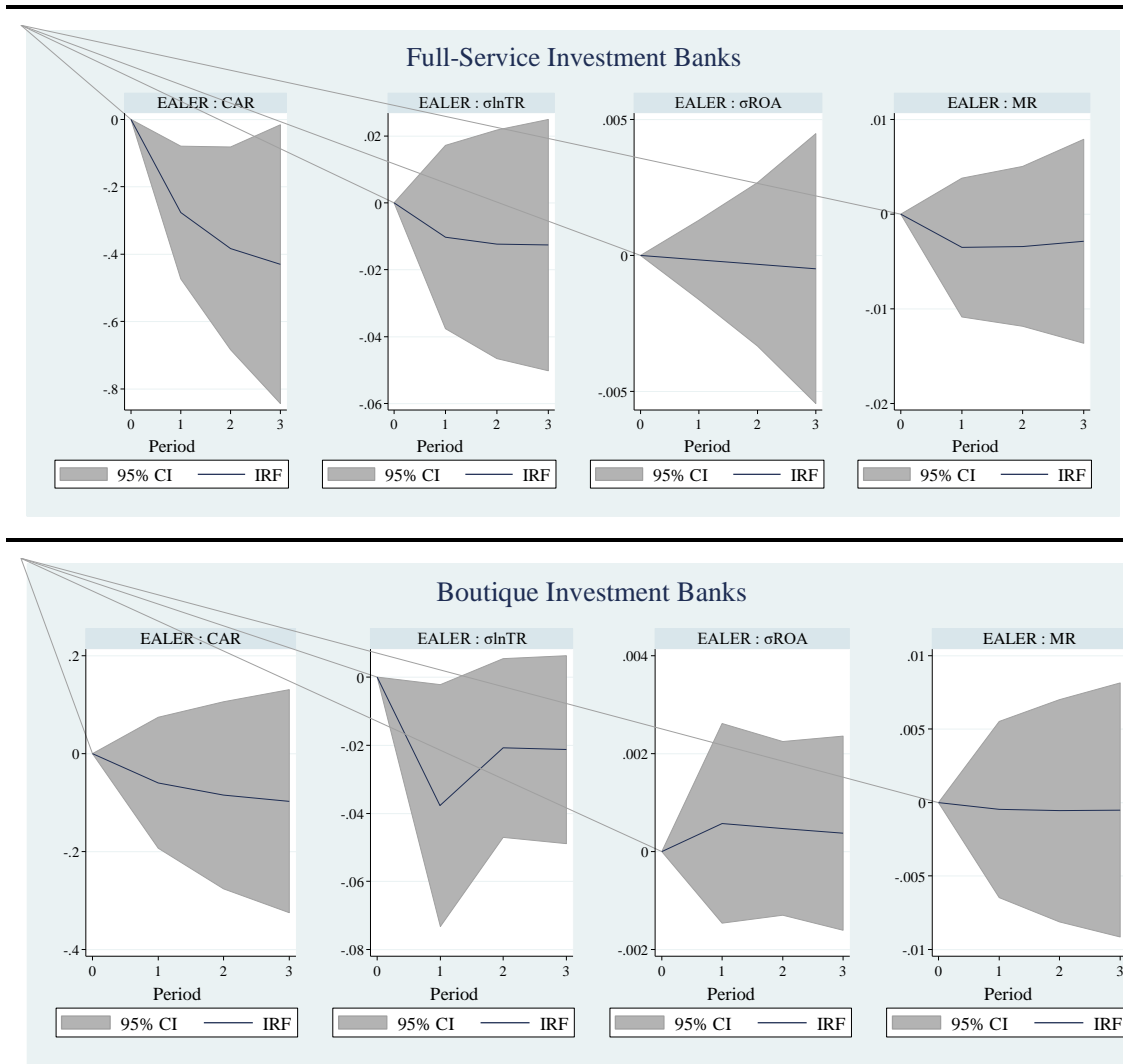 Full-Service Investment Banks
EALER : CAR
EALER : σlnTR
EALER : σROA
EALER : MR
0
-.2
-.4
-.6
-.8
.02
0
-.02
-.04
-.06
.005
0
-.005
.01
0
-.01
-.02
0 1 2 3
0 1 2 3
0 1 2 3
0 1 2 3
Period
Period
Period
Period
95% CI IRF
95% CI IRF
95% CI IRF
95% CI IRF
Boutique Investment Banks
EALER : CAR
EALER : σlnTR
EALER : σROA
EALER : MR
.2
0
-.2
-.4
0
-.02
-.04
-.06
-.08
.004
.002
0
-.002
.01
.005
0
-.005
-.01
0 1 2 3
0 1 2 3
0 1 2 3
0 1 2 3
Period
Period
Period
Period
95% CI IRF
95% CI IRF
95% CI IRF
95% CI IRF